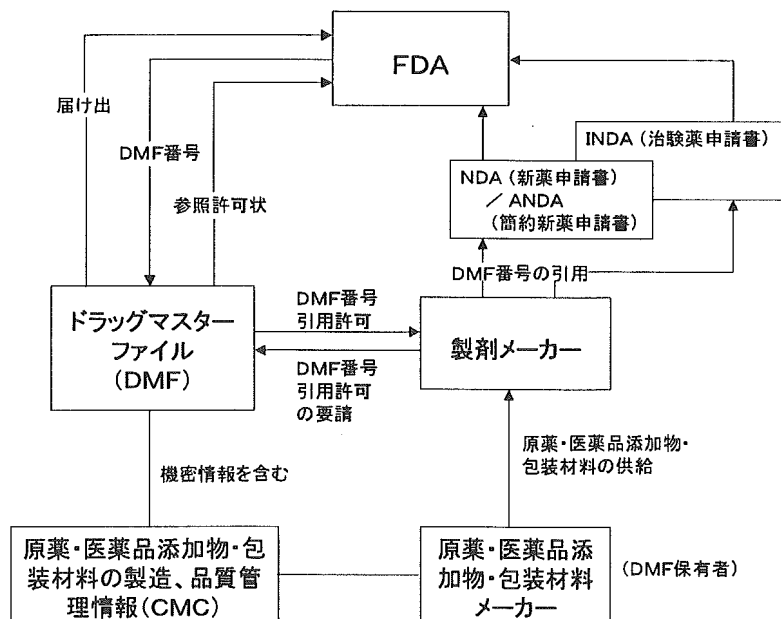 FDA
届け出
DMF番号
参照許可状
INDA(治験薬申請書)
NDA(新薬申請書)
/ ANDA
(簡約新薬申請書)
DMF番号の引用
ドラッグマスター
ファイル
(DMF)
DMF番号
引用許可
DMF番号
引用許可
の要請
製剤メーカー
機密情報を含む
原薬・医薬品添加物・
包装材料の供給
原薬・医薬品添加物・包
装材料の製造、品質管
理情報(CMC)
原薬・医薬品添
加物・包装材料
メーカー
(DMF保有者)